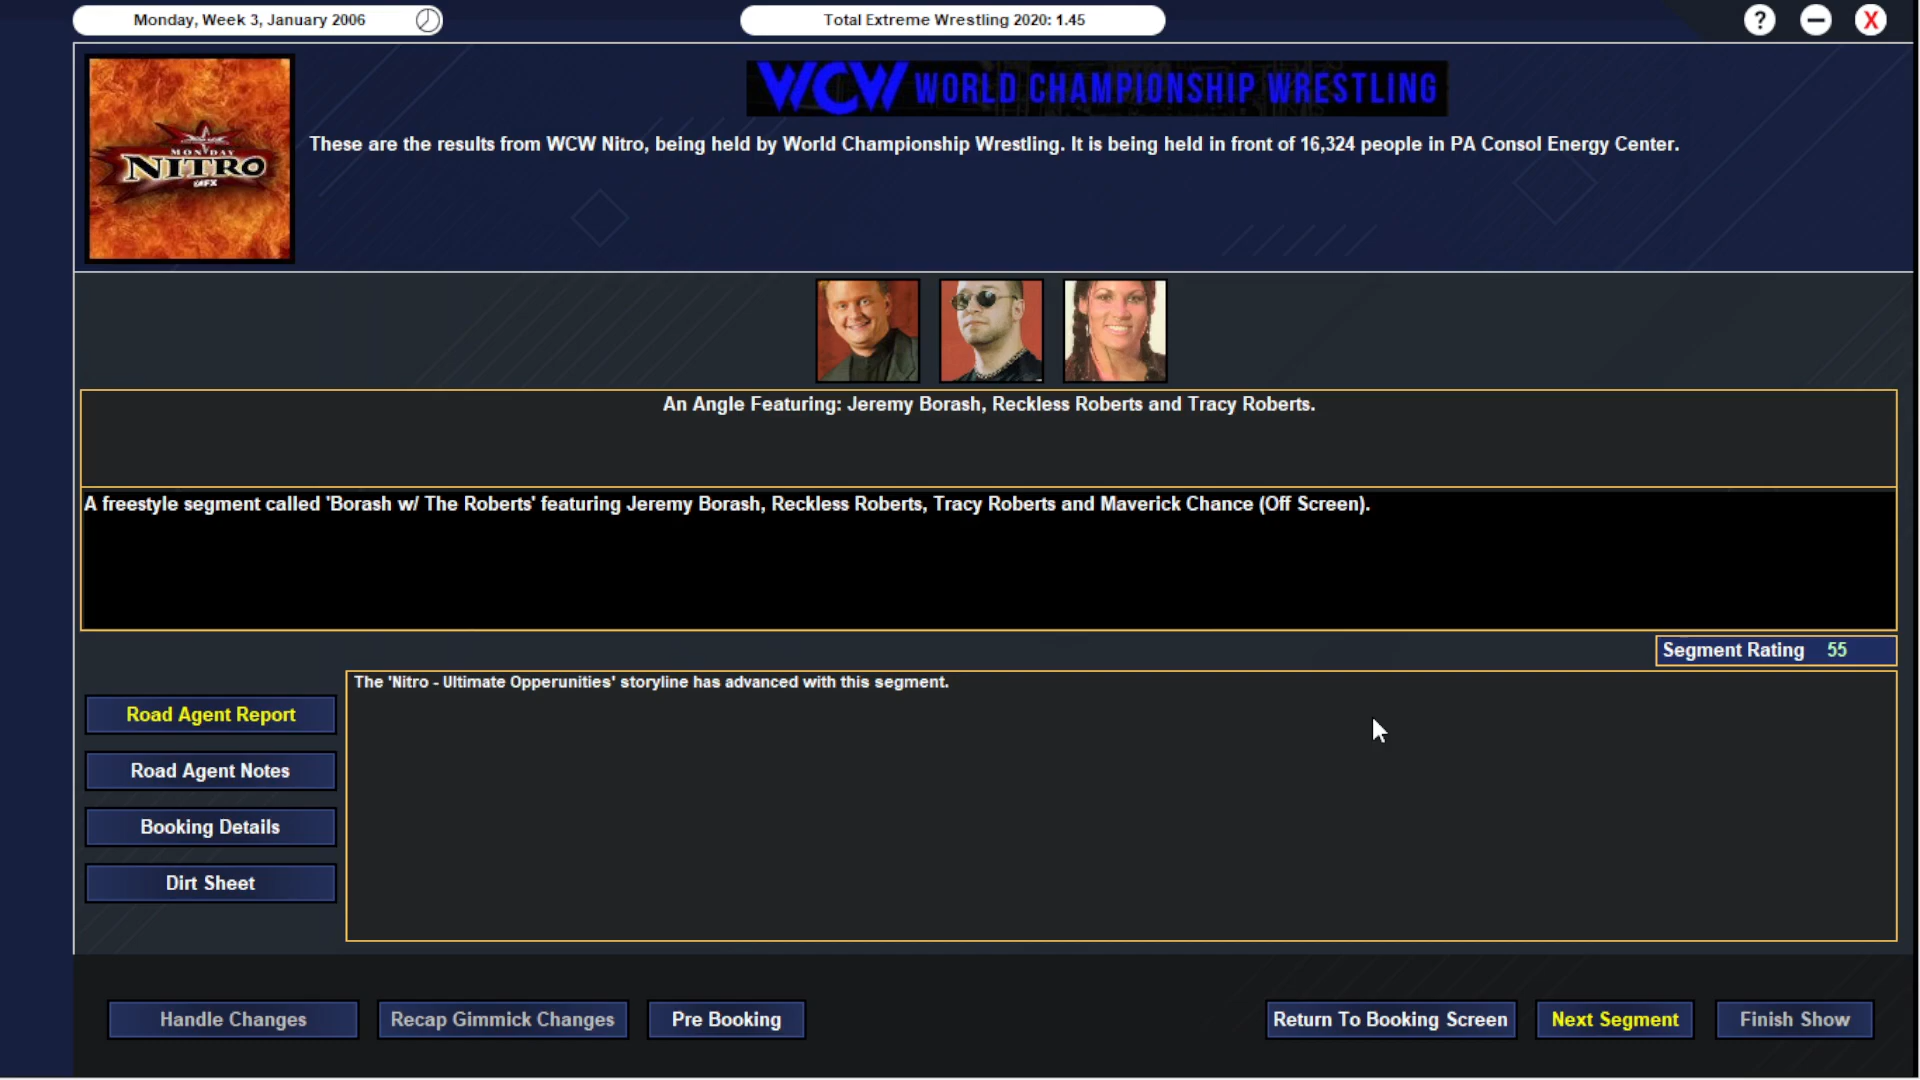 Monday, Week 3, January 2006
Total Extreme Wrestling 2020: 1.45
?
X
WCW WORLD CHAMPIONSHIP WRESTLING
MONDAY
NITRO
These are the results from WCW Nitro, being held by World Championship Wrestling. It is being held in front of 16,324 people in PA Consol Energy Center.
An Angle Featuring: Jeremy Borash, Reckless Roberts and Tracy Roberts.
A freestyle segment called 'Borash w/ The Roberts' featuring Jeremy Borash, Reckless Roberts, Tracy Roberts and Maverick Chance (Off Screen).
Segment Rating 55
The 'Nitro - Ultimate Opperunities' storyline has advanced with this segment.
Road Agent Report
Road Agent Notes
Booking Details
Dirt Sheet
Handle Changes
Recap Gimmick Changes
Pre Booking
Return To Booking Screen
Next Segment
Finish Show